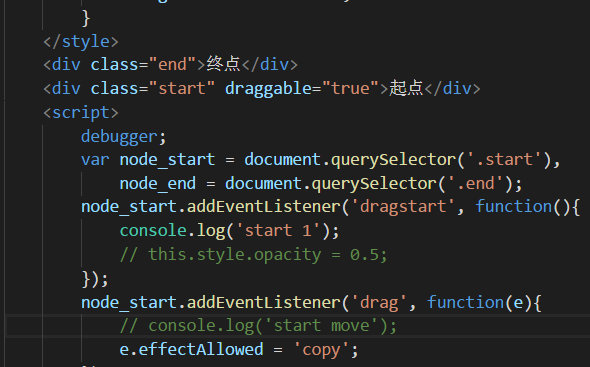 }
</style>
<div class="end">终点</div>
<div class="start" draggable="true">起点</div>
<script>
debugger;
var node_start = document.querySelector('.start'),
node_end = document.querySelector('.end');
node_start.addEventListener('dragstart', function(){
console.log('start 1');
// this.style.opacity = 0.5;
});
node_start.addEventListener('drag', function(e){
// console.log('start move');
e.effectAllowed = 'copy';